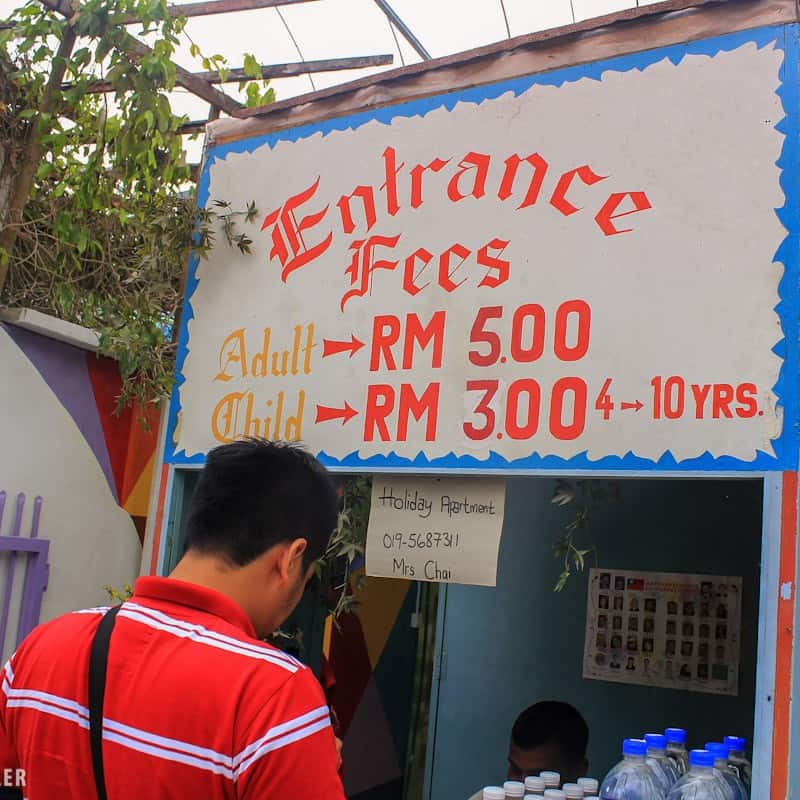 Entrance
Fees
Adult → RM 5.00
Child → RM 3.00 4 → 10 YRS.
Holiday Apartment
019-5687311
Mrs Chai
LER